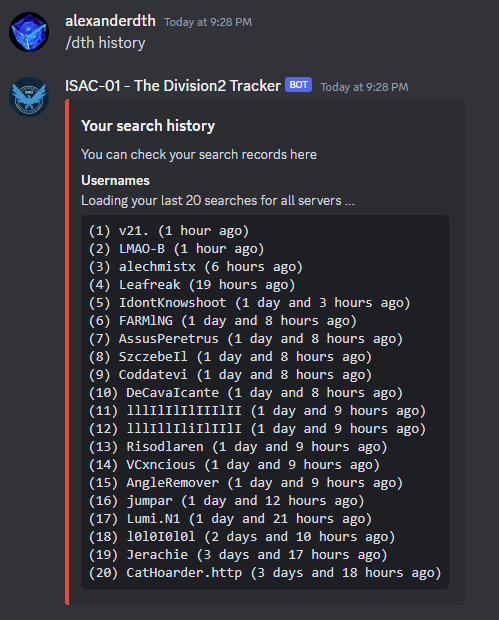 alexanderdth Today at 9:28 PM
/dth history
ISAC-01 - The Division2 Tracker BOT Today at 9:28 PM
Your search history
You can check your search records here
Usernames
Loading your last 20 searches for all servers ...
(1) v21. (1 hour ago)
(2) LMAO-B (1 hour ago)
(3) alechmistx (6 hours ago)
(4) Leafreak (19 hours ago)
(5) IdontKnowshoot (1 day and 3 hours ago)
(6) FARMlNG (1 day and 8 hours ago)
(7) AssusPeretrus (1 day and 8 hours ago)
(8) SzczebeIl (1 day and 8 hours ago)
(9) Coddatevi (1 day and 8 hours ago)
(10) DeCavaIcante (1 day and 8 hours ago)
(11) lllIlIlIlIIIlII (1 day and 9 hours ago)
(12) lllIlIliIlIIIlI (1 day and 9 hours ago)
(13) Risodlaren (1 day and 9 hours ago)
(14) VCxncious (1 day and 9 hours ago)
(15) AngleRemover (1 day and 9 hours ago)
(16) jumpar (1 day and 12 hours ago)
(17) Lumi.N1 (1 day and 21 hours ago)
(18) l0l0I0l0l (2 days and 10 hours ago)
(19) Jerachie (3 days and 17 hours ago)
(20) CatHoarder.http (3 days and 18 hours ago)